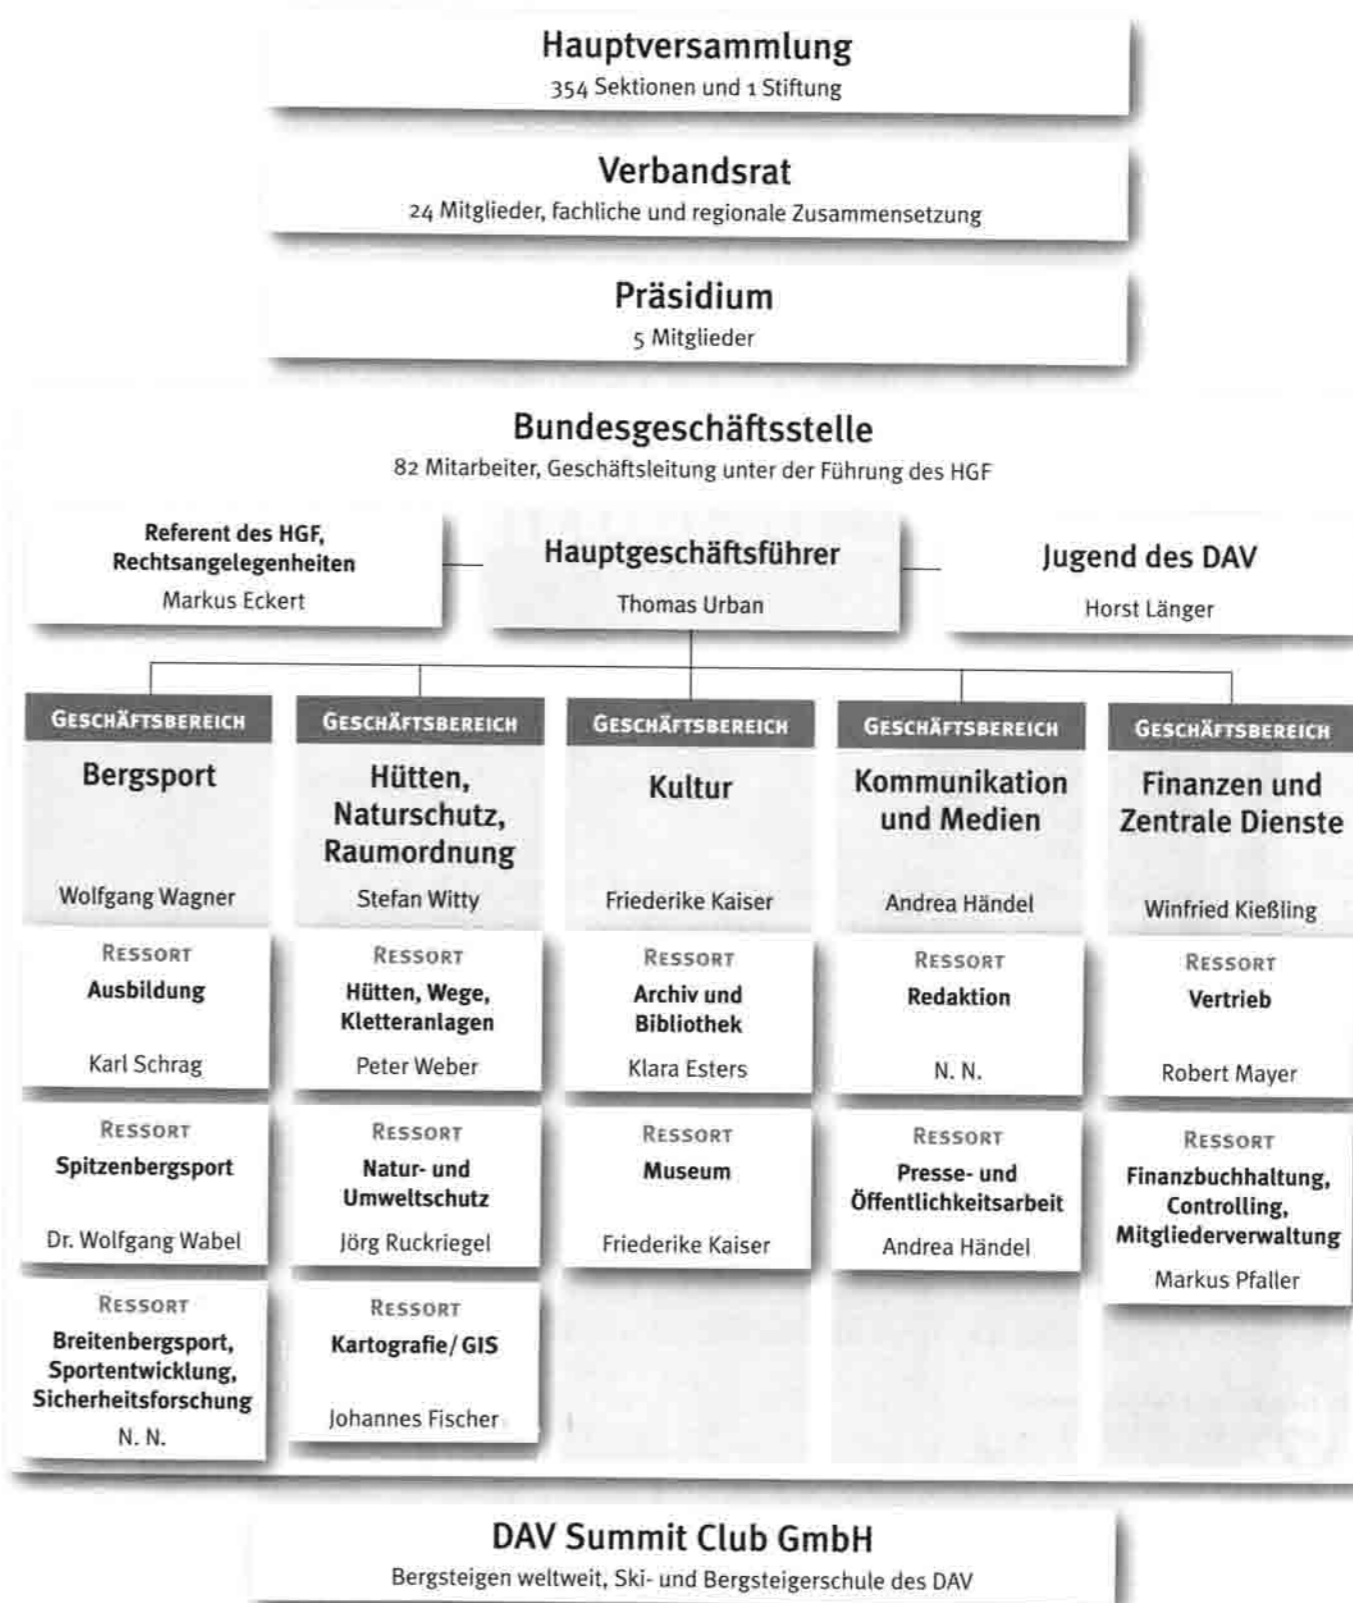 Hauptversammlung
354 Sektionen und 1 Stiftung
Verbandsrat
24 Mitglieder, fachliche und regionale Zusammensetzung
Präsidium
5 Mitglieder
Bundesgeschäftsstelle
82 Mitarbeiter, Geschäftsleitung unter der Führung des HGF
Referent des HGF,
Rechtsangelegenheiten
Markus Eckert
Hauptgeschäftsführer
Thomas Urban
Jugend des DAV
Horst Länger
GESCHÄFTSBEREICH
Bergsport
Wolfgang Wagner
RESSORT
Ausbildung
Karl Schrag
RESSORT
Spitzenbergsport
Dr. Wolfgang Wabel
RESSORT
Breitenbergsport,
Sportentwicklung,
Sicherheitsforschung
N. N.
GESCHÄFTSBEREICH
Hütten,
Naturschutz,
Raumordnung
Stefan Witty
RESSORT
Hütten, Wege,
Kletteranlagen
Peter Weber
RESSORT
Natur- und
Umweltschutz
Jörg Ruckriegel
RESSORT
Kartografie/ GIS
Johannes Fischer
GESCHÄFTSBEREICH
Kultur
Friederike Kaiser
RESSORT
Archiv und
Bibliothek
Klara Esters
RESSORT
Museum
Friederike Kaiser
GESCHÄFTSBEREICH
Kommunikation
und Medien
Andrea Händel
RESSORT
Redaktion
N. N.
RESSORT
Presse- und
Öffentlichkeitsarbeit
Andrea Händel
GESCHÄFTSBEREICH
Finanzen und
Zentrale Dienste
Winfried Kießling
RESSORT
Vertrieb
Robert Mayer
RESSORT
Finanzbuchhaltung,
Controlling,
Mitgliederverwaltung
Markus Pfaller
DAV Summit Club GmbH
Bergsteigen weltweit, Ski- und Bergsteigerschule des DAV